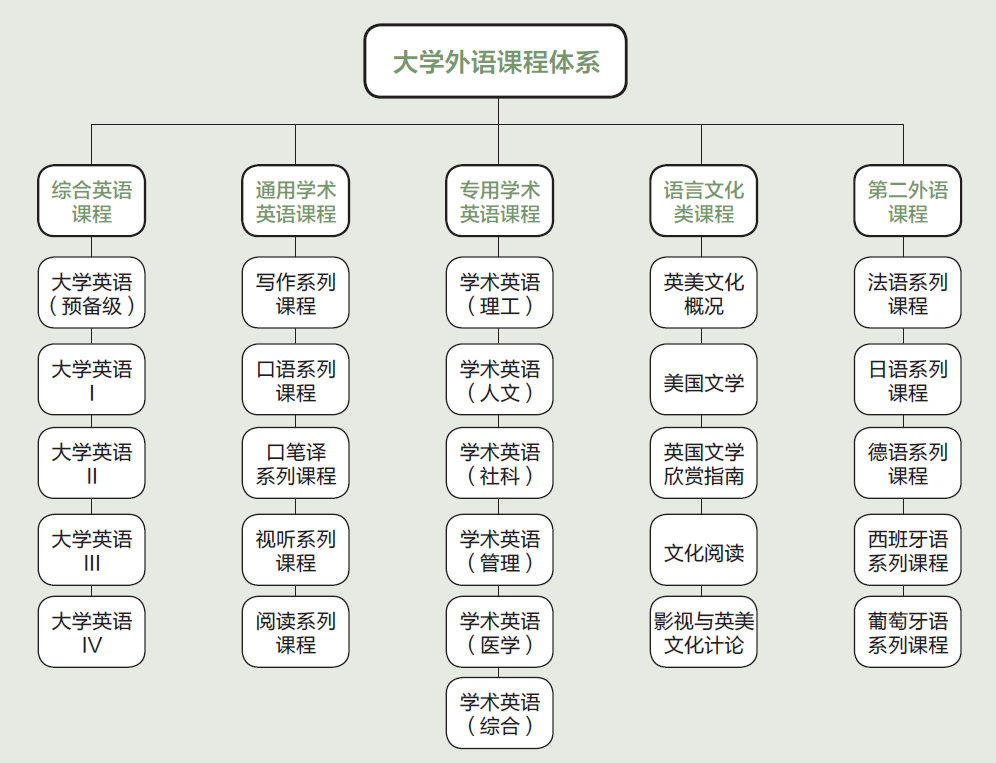 大学外语课程体系
综合英语
课程
大学英语
（预备级）
大学英语
I
大学英语
II
大学英语
III
大学英语
IV
通用学术
英语课程
写作系列
课程
口语系列
课程
口笔译
系列课程
视听系列
课程
阅读系列
课程
专用学术
英语课程
学术英语
（理工）
学术英语
（人文）
学术英语
（社科）
学术英语
（管理）
学术英语
（医学）
学术英语
（综合）
语言文化
类课程
英美文化
概况
美国文学
英国文学
欣赏指南
文化阅读
影视与英美
文化计论
第二外语
课程
法语系列
课程
日语系列
课程
德语系列
课程
西班牙语
系列课程
葡萄牙语
系列课程